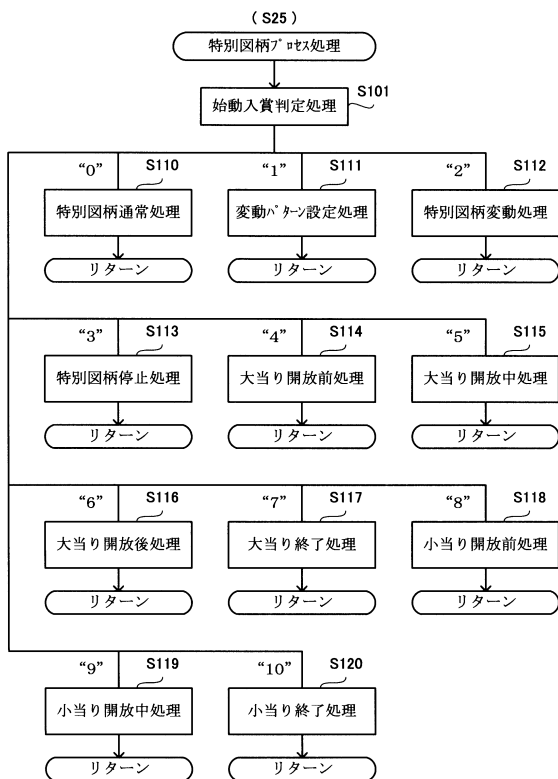 (S25)
特別図柄ﾌﾟﾛｾｽ処理
S101
始動入賞判定処理
“0” S110 “1” S111 “2” S112
特別図柄通常処理 変動ﾊﾟﾀｰﾝ設定処理 特別図柄変動処理
リターン リターン リターン
“3” S113 “4” S114 “5” S115
特別図柄停止処理 大当り開放前処理 大当り開放中処理
リターン リターン リターン
“6” S116 “7” S117 “8” S118
大当り開放後処理 大当り終了処理 小当り開放前処理
リターン リターン リターン
“9” S119 “10” S120
小当り開放中処理 小当り終了処理
リターン リターン